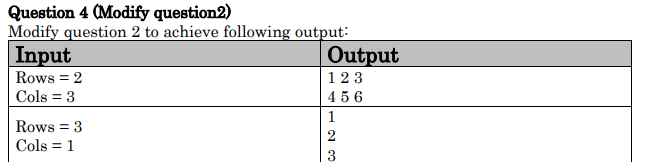 Question 4 (Modify question2)
Modify question 2 to achieve following output:
Input Output
Rows = 2 1 2 3
Cols = 3 4 5 6
Rows = 3 1
Cols = 1 2
3